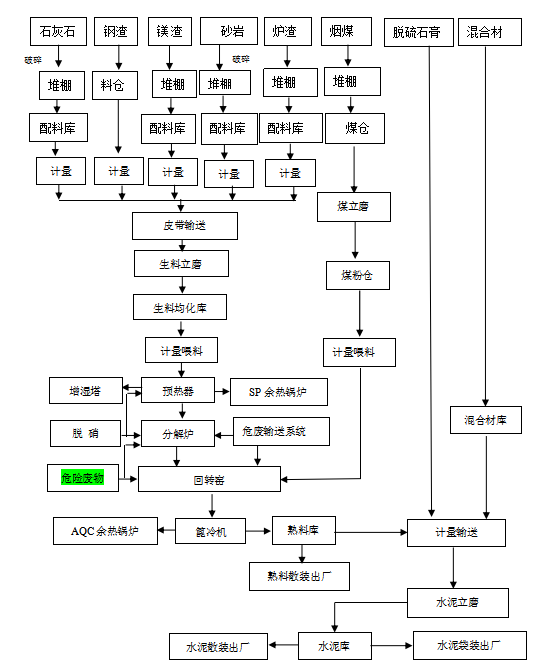 石灰石 钢渣 镁渣 砂岩 炉渣 烟煤 脱硫石膏 混合材
破碎 破碎
堆棚 料仓 堆棚 堆棚 堆棚 堆棚
配料库 配料库 配料库 配料库 煤仓
计量 计量 计量 计量 计量
煤立磨
皮带输送
生料立磨
煤粉仓
生料均化库
计量喂料 计量喂料
增湿塔 预热器 SP 余热锅炉
混合材库
脱 硝 分解炉 危废输送系统
危险废物 回转窑
AQC 余热锅炉 篦冷机 熟料库 计量输送
熟料散装出厂
水泥立磨
水泥散装出厂 水泥库 水泥袋装出厂